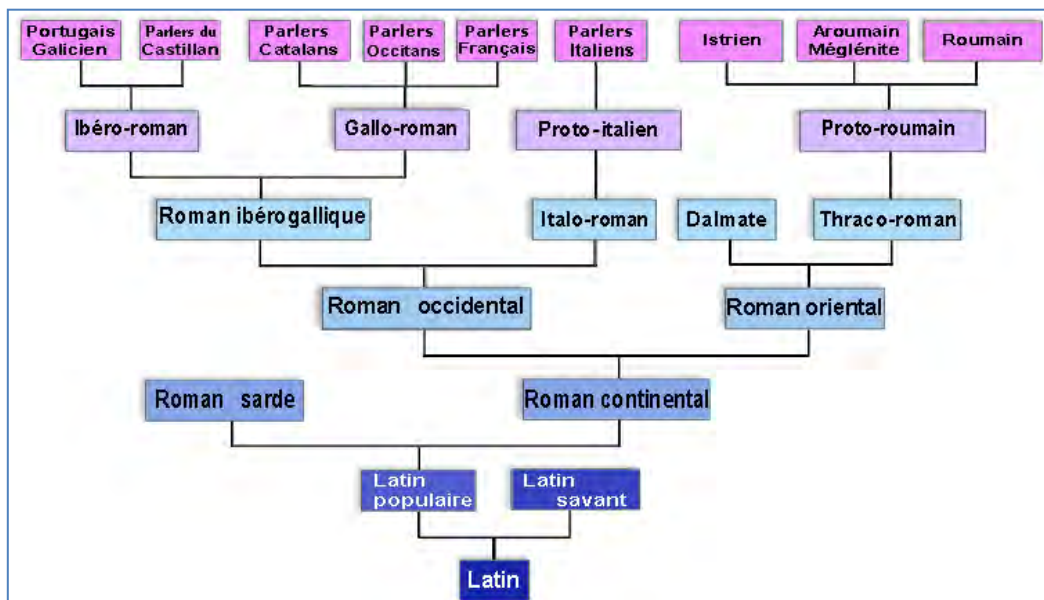 Portugais
Galicien
Parlers du
Castillan
Parlers
Catalans
Parlers
Occitans
Parlers
Français
Parlers
Italiens
Istrien
Aroumain
Méglénite
Roumain
Ibéro-roman
Gallo-roman
Proto-italien
Proto-roumain
Roman ibérogallique
Italo-roman
Dalmate
Thraco-roman
Roman occidental
Roman oriental
Roman sarde
Roman continental
Latin
populaire
Latin
savant
Latin